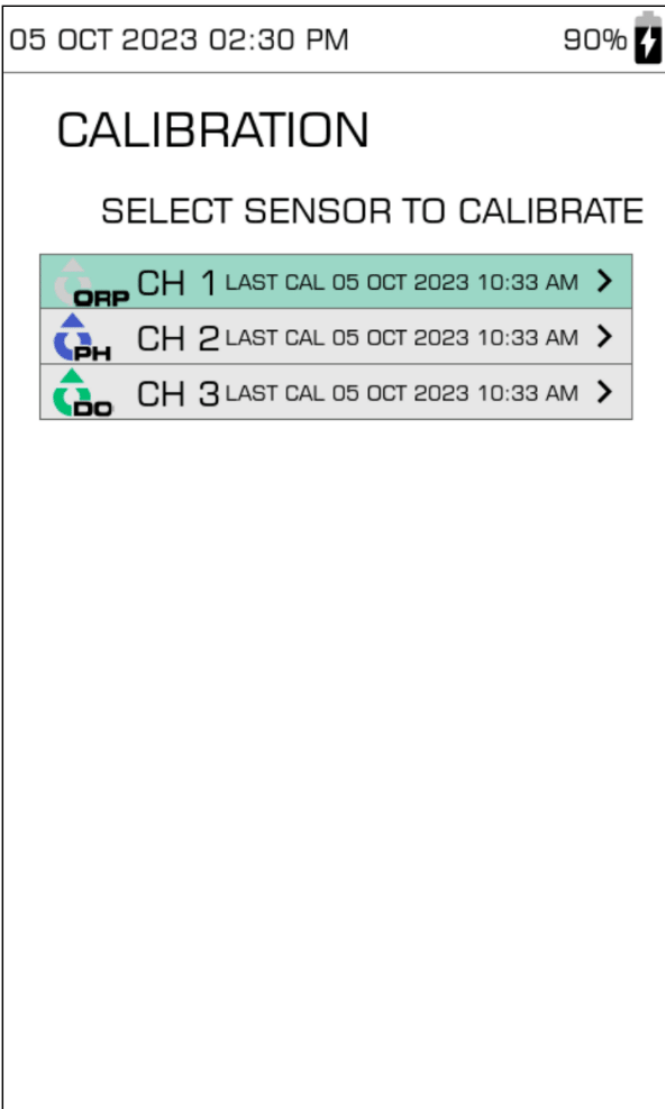 05 OCT 2023 02:30 PM 90%
CALIBRATION
SELECT SENSOR TO CALIBRATE
ORP CH 1 LAST CAL 05 OCT 2023 10:33 AM
PH CH 2 LAST CAL 05 OCT 2023 10:33 AM
DO CH 3 LAST CAL 05 OCT 2023 10:33 AM